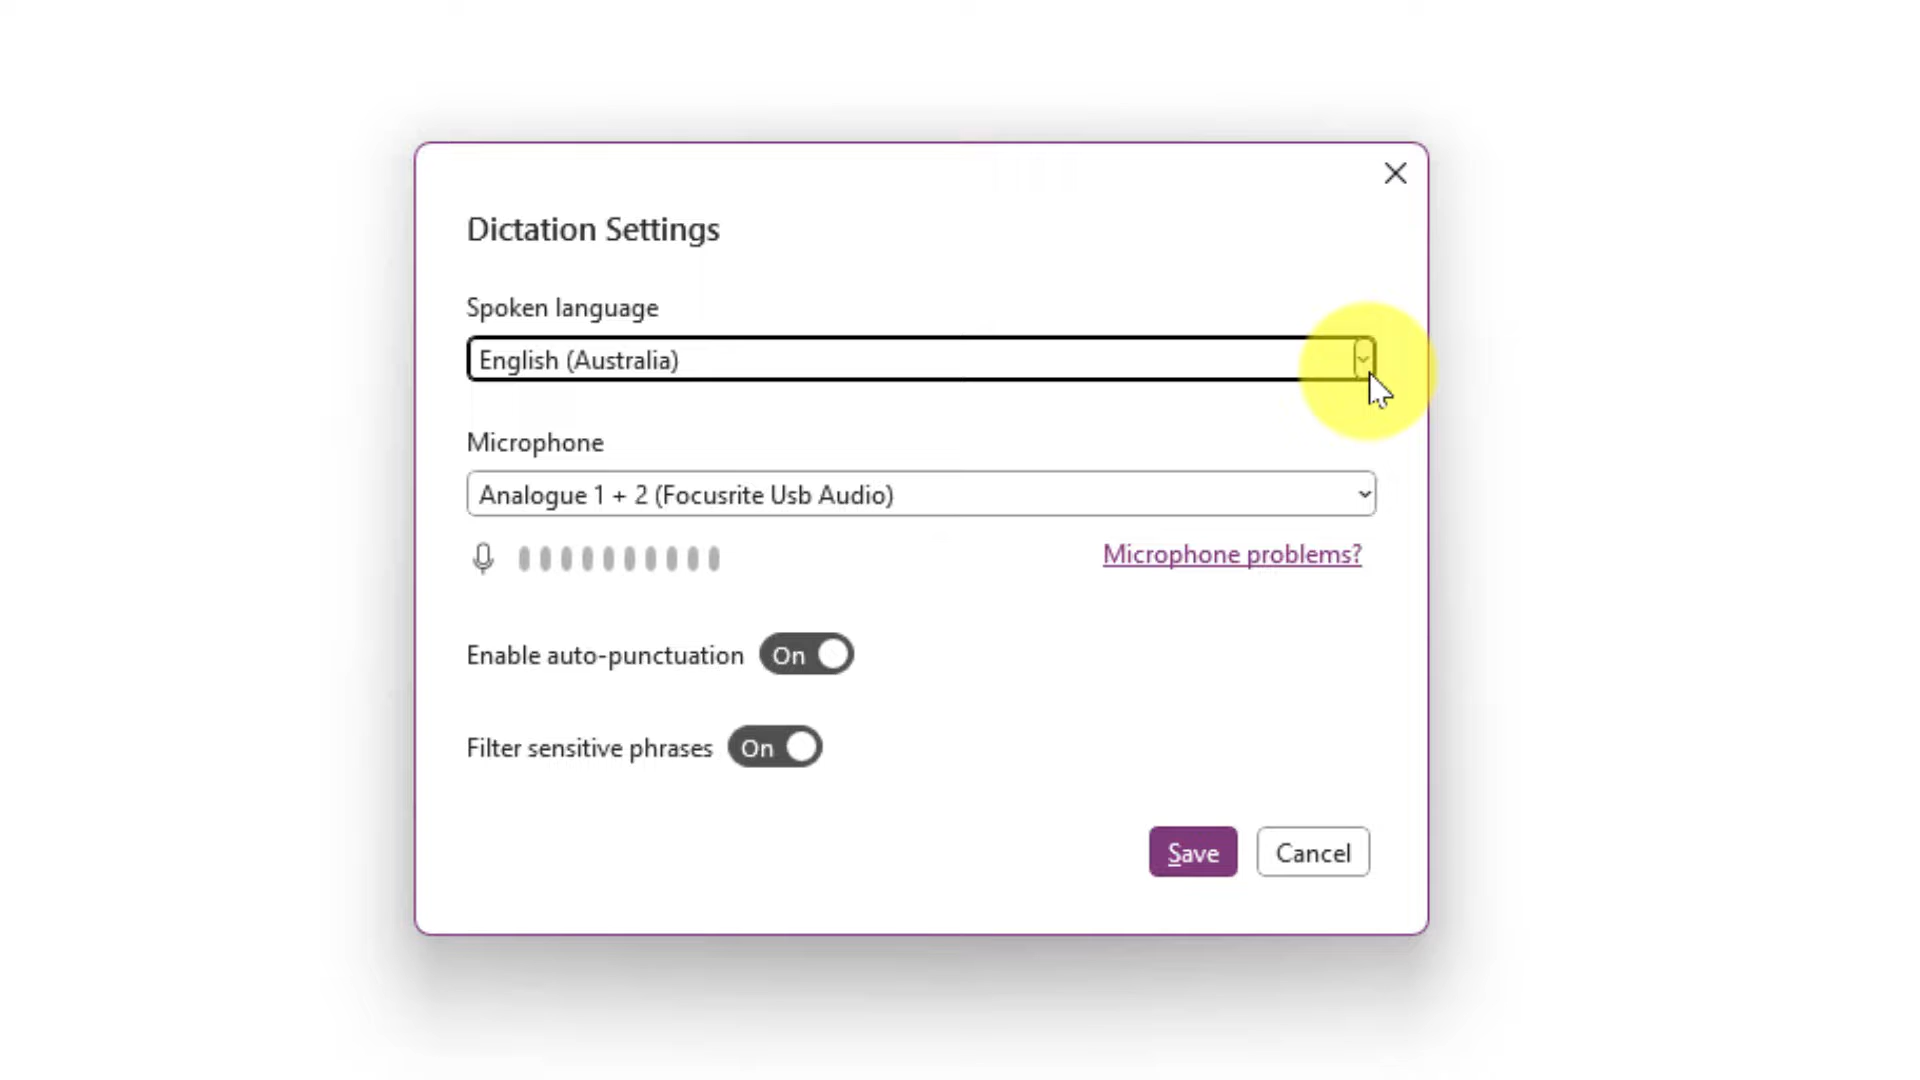 Dictation Settings
Spoken language
English (Australia)
Microphone
Analogue 1 + 2 (Focusrite Usb Audio)
Microphone problems?
Enable auto-punctuation On
Filter sensitive phrases On
Save Cancel